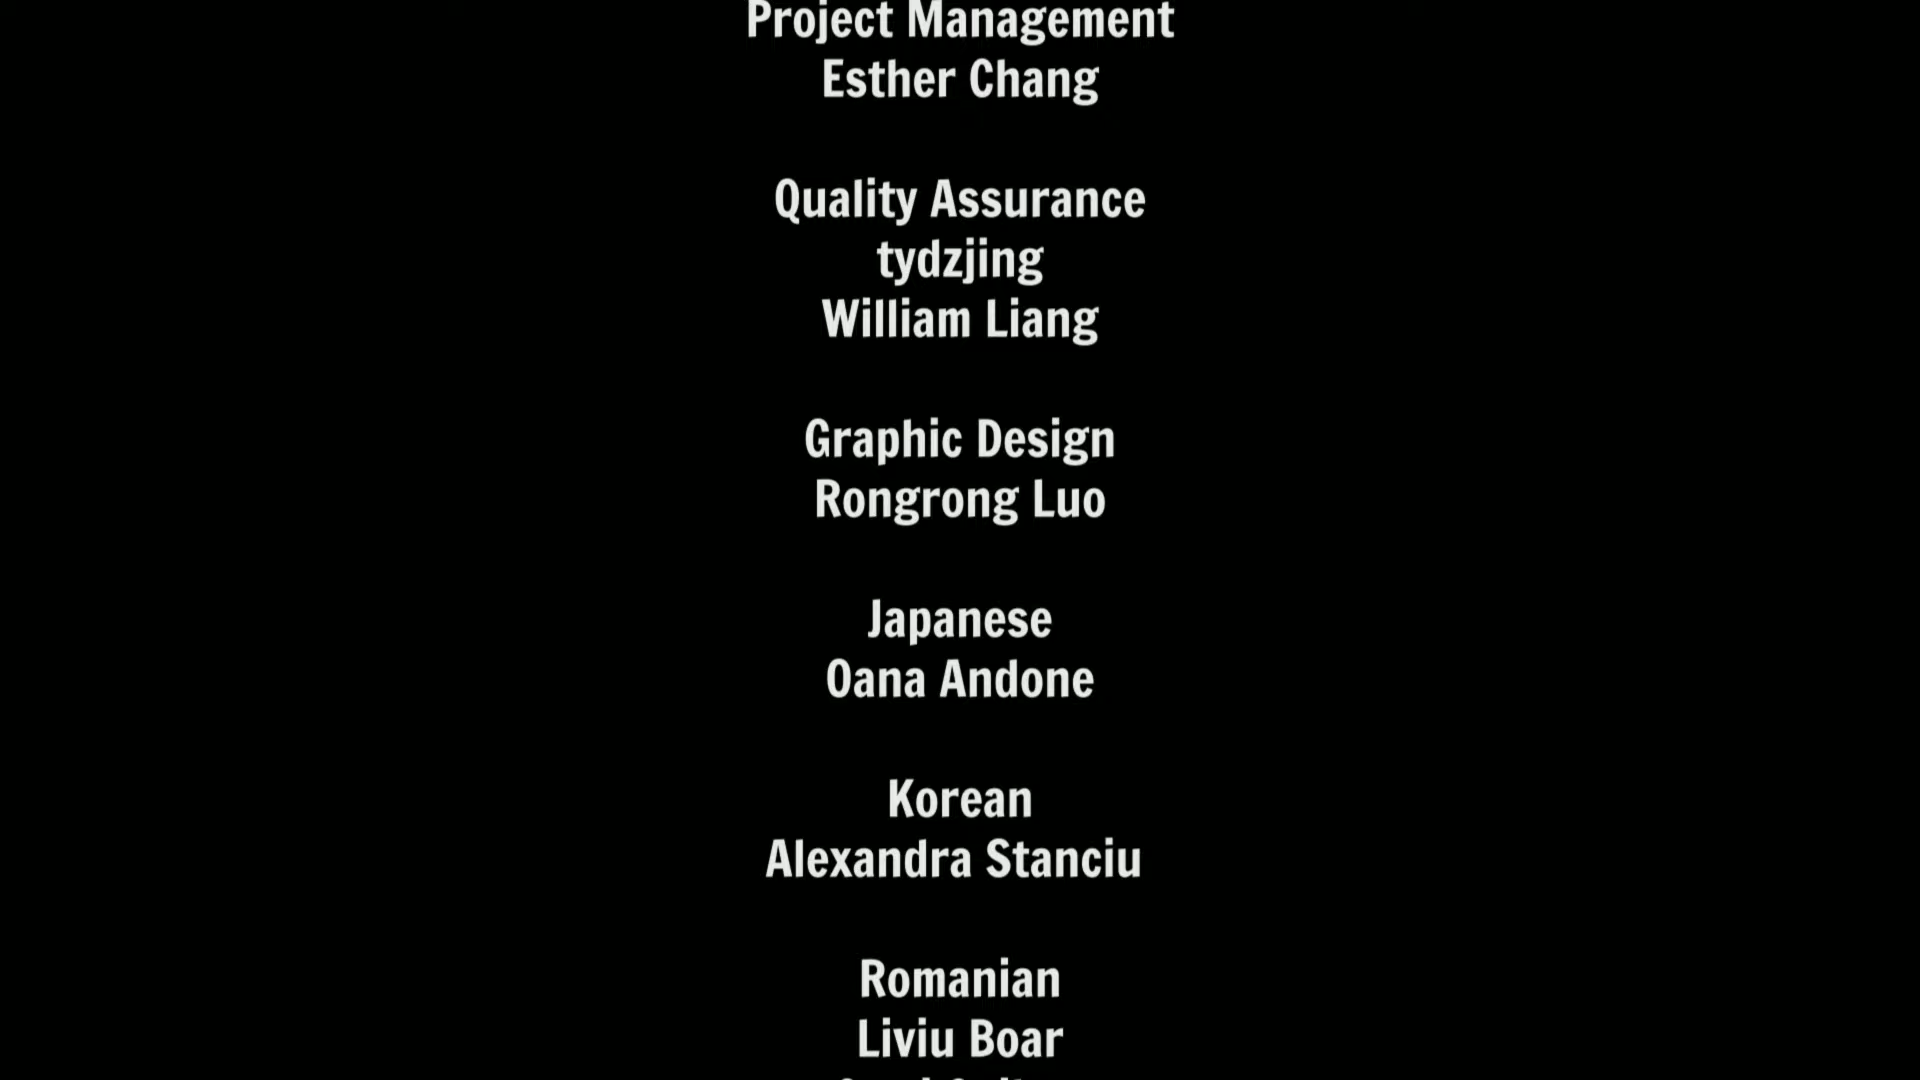 Project Management
Esther Chang
Quality Assurance
tydzjing
William Liang
Graphic Design
Rongrong Luo
Japanese
Oana Andone
Korean
Alexandra Stanciu
Romanian
Liviu Boar